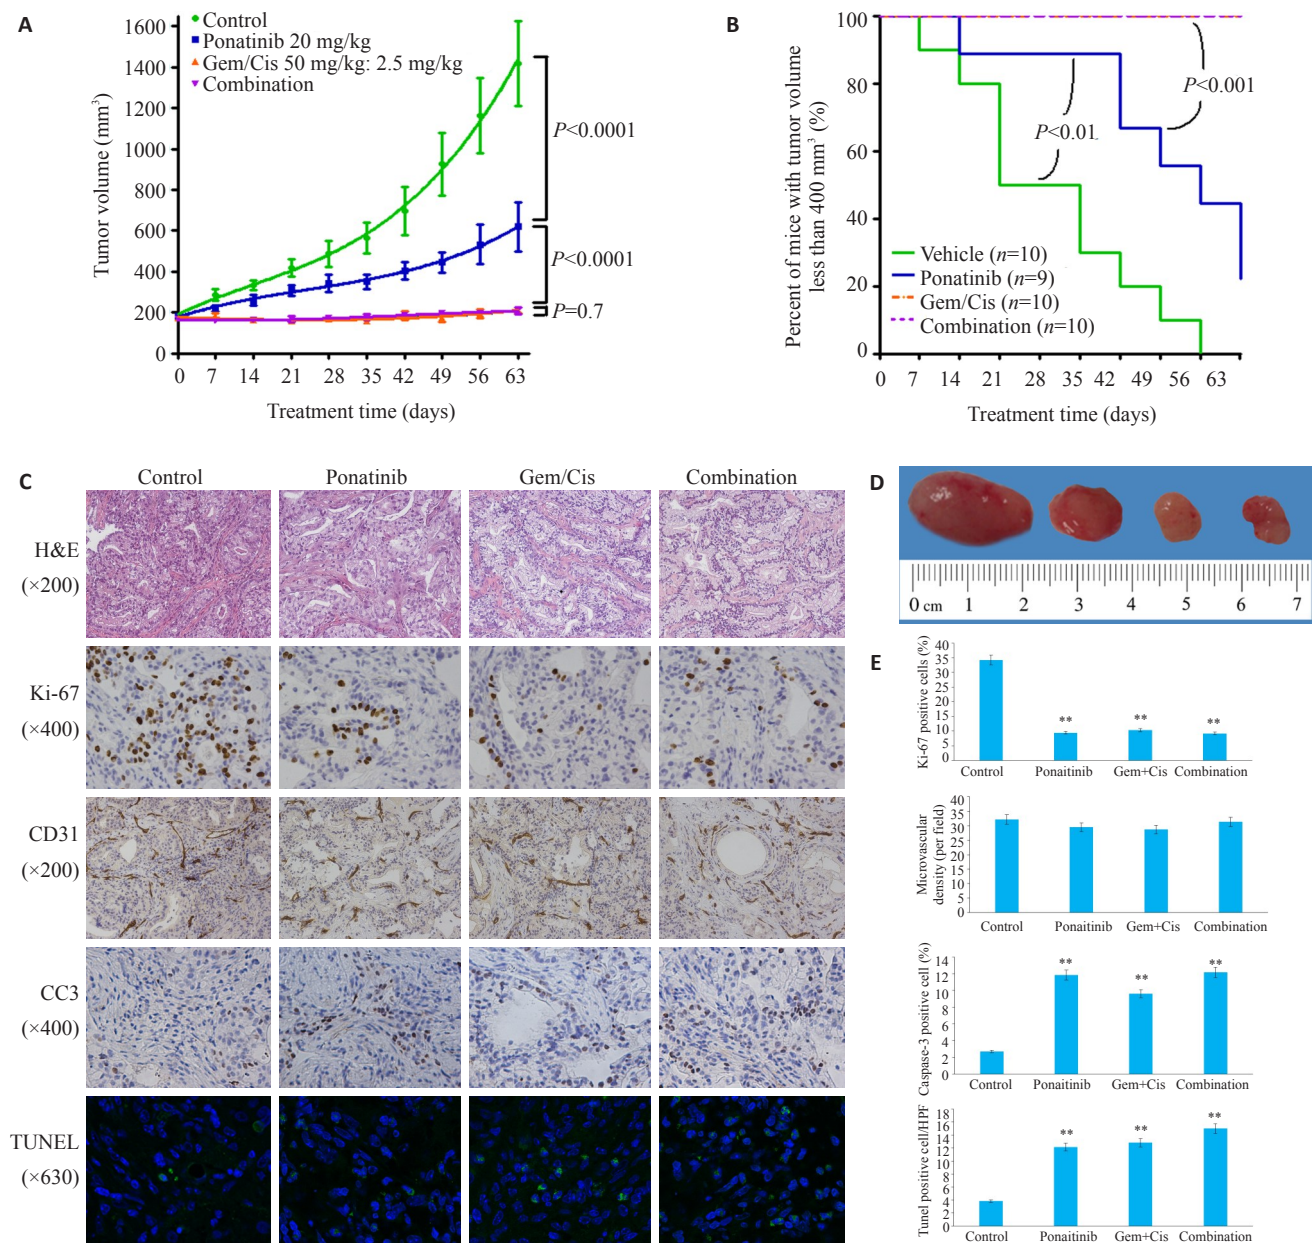 A
Control
Ponatinib 20 mg/kg
Gem/Cis 50 mg/kg: 2.5 mg/kg
Combination
Tumor volume (mm³)
1600
1400
1200
1000
800
600
400
200
0
P<0.0001
P<0.0001
P=0.7
0 7 14 21 28 35 42 49 56 63
Treatment time (days)
B
Percent of mice with tumor volume
less than 400 mm³ (%)
100
80
60
40
20
0
P<0.01
P<0.001
Vehicle (n=10)
Ponatinib (n=9)
Gem/Cis (n=10)
Combination (n=10)
0 7 14 21 28 35 42 49 56 63
Treatment time (days)
C
Control Ponatinib Gem/Cis Combination
H&E
(×200)
Ki-67
(×400)
CD31
(×200)
CC3
(×400)
TUNEL
(×630)
D
0 cm 1 2 3 4 5 6 7
E
Ki-67 positive cells (%)
40
35
30
25
20
15
10
5
0
** ** **
Control Ponaitinib Gem+Cis Combination
Microvascular
density (per field)
40
35
30
25
20
15
10
5
0
Control Ponaitinib Gem+Cis Combination
Caspase-3 positive cell (%)
14
12
10
8
6
4
2
0
** ** **
Control Ponaitinib Gem+Cis Combination
Tunel positive cell/HPF
18
16
14
12
10
8
6
4
2
0
** ** **
Control Ponaitinib Gem+Cis Combination